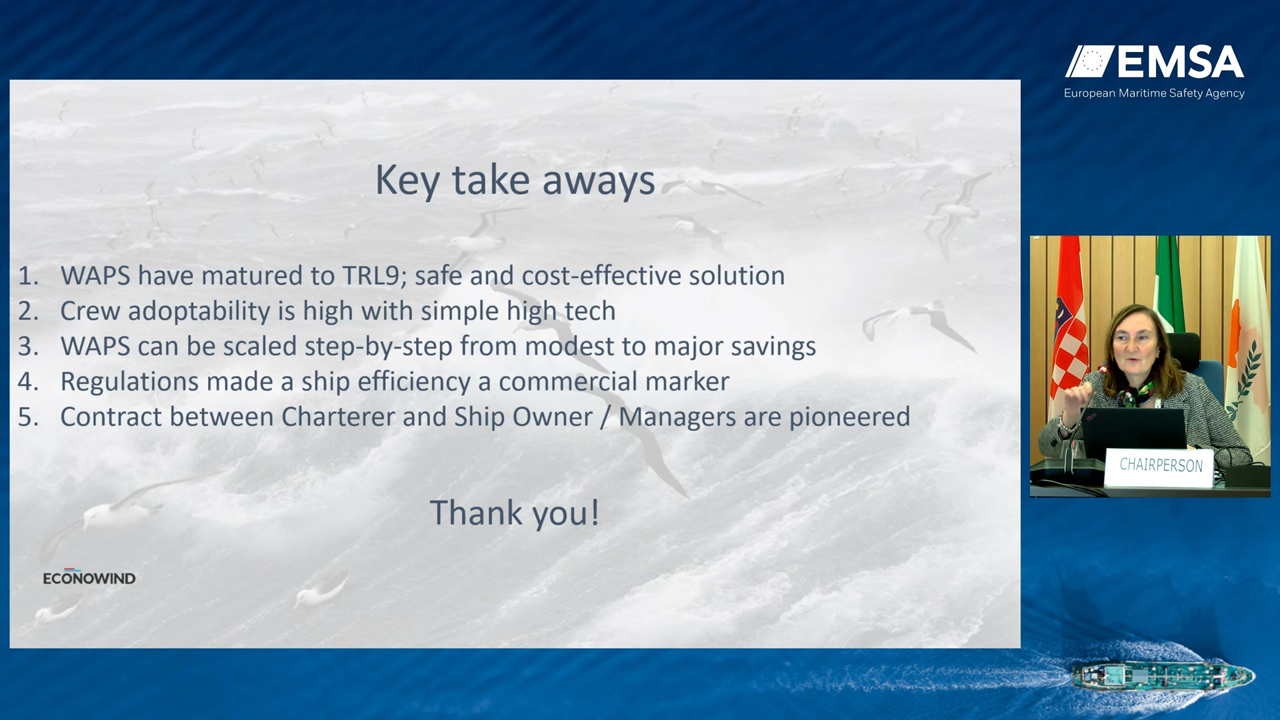 EMSA
European Maritime Safety Agency
Key take aways
1. WAPS have matured to TRL9; safe and cost-effective solution
2. Crew adoptability is high with simple high tech
3. WAPS can be scaled step-by-step from modest to major savings
4. Regulations made a ship efficiency a commercial marker
5. Contract between Charterer and Ship Owner / Managers are pioneered
Thank you!
ECONOWIND
CHAIRPERSON